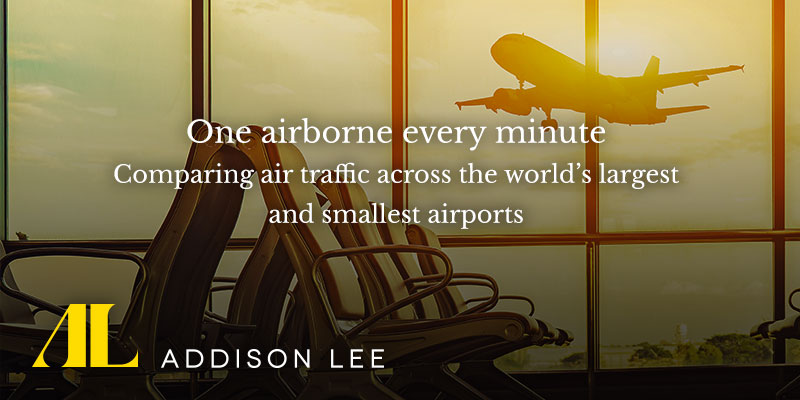 One airborne every minute
Comparing air traffic across the world’s largest
and smallest airports
AL ADDISON LEE